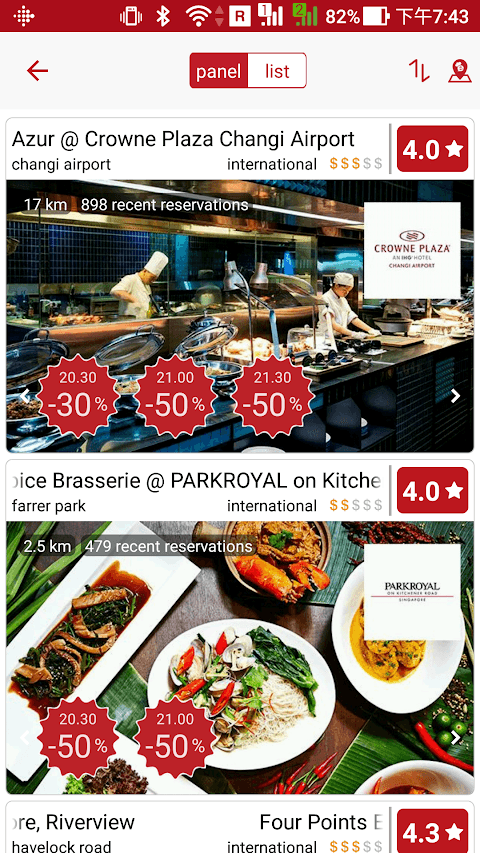 R 1 2 82% 下午7:43
panel list
Azur @ Crowne Plaza Changi Airport
4.0
changi airport international $$$$$
17 km 898 recent reservations
CROWNE PLAZA
AN IHG HOTEL
CHANGI AIRPORT
20.30 21.00 21.30
-30% -50% -50%
pice Brasserie @ PARKROYAL on Kitche
4.0
farrer park international $$$$$
2.5 km 479 recent reservations
PARKROYAL
ON KITCHENER ROAD
SINGAPORE
20.30 21.00
-50% -50%
ore, Riverview Four Points
4.3
havelock road international $$$$$